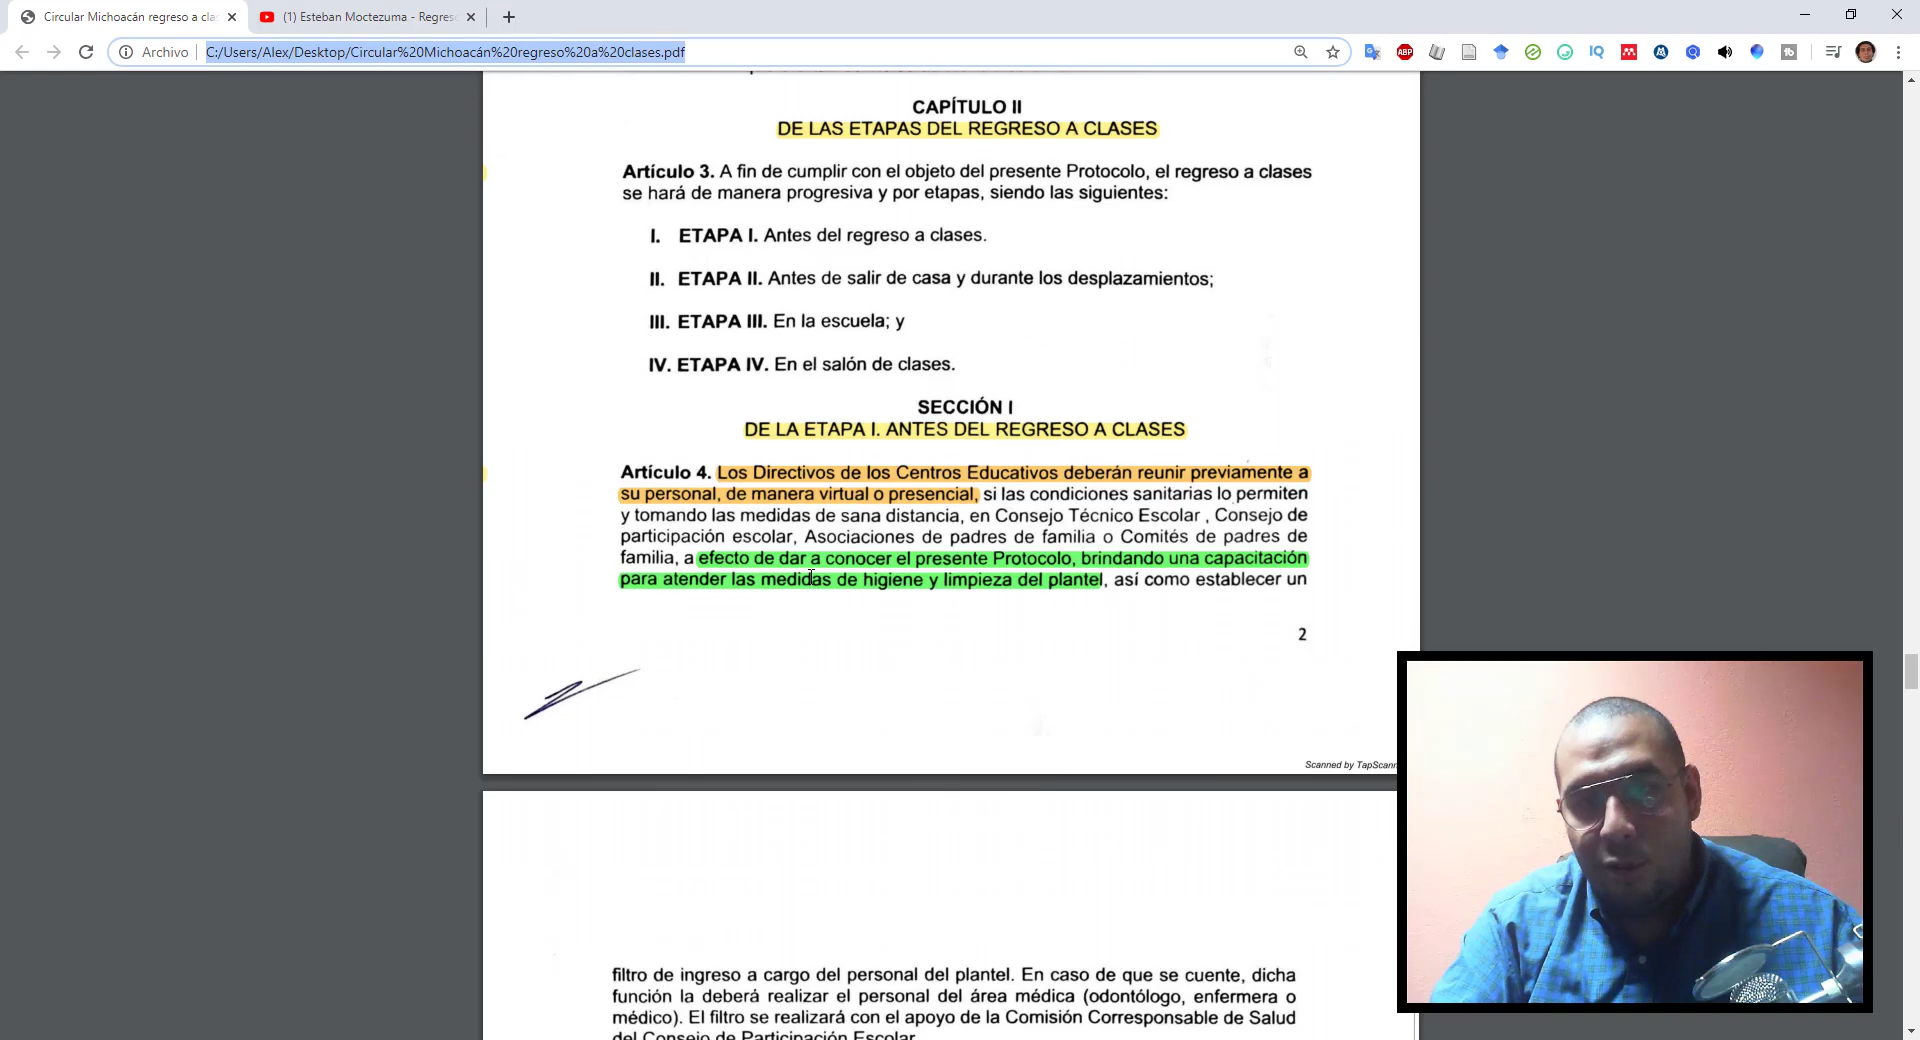 Circular Michoacán regreso a cla
(1) Esteban Moctezuma - Regres
Archivo
C:/Users/Alex/Desktop/Circular%20Michoacán%20regreso%20a%20clases.pdf
ABP
CAPÍTULO II
DE LAS ETAPAS DEL REGRESO A CLASES
Artículo 3. A fin de cumplir con el objeto del presente Protocolo, el regreso a clases
se hará de manera progresiva y por etapas, siendo las siguientes:
I. ETAPA I. Antes del regreso a clases.
II. ETAPA II. Antes de salir de casa y durante los desplazamientos;
III. ETAPA III. En la escuela; y
IV. ETAPA IV. En el salón de clases.
SECCIÓN I
DE LA ETAPA I. ANTES DEL REGRESO A CLASES
Artículo 4. Los Directivos de los Centros Educativos deberán reunir previamente a
su personal, de manera virtual o presencial, si las condiciones sanitarias lo permiten
y tomando las medidas de sana distancia, en Consejo Técnico Escolar , Consejo de
participación escolar, Asociaciones de padres de familia o Comités de padres de
familia, a efecto de dar a conocer el presente Protocolo, brindando una capacitación
para atender las medidas de higiene y limpieza del plantel, así como establecer un
2
Scanned by TapScann
filtro de ingreso a cargo del personal del plantel. En caso de que se cuente, dicha
función la deberá realizar el personal del área médica (odontólogo, enfermera o
médico). El filtro se realizará con el apoyo de la Comisión Corresponsable de Salud
del Consejo de Participación Escolar